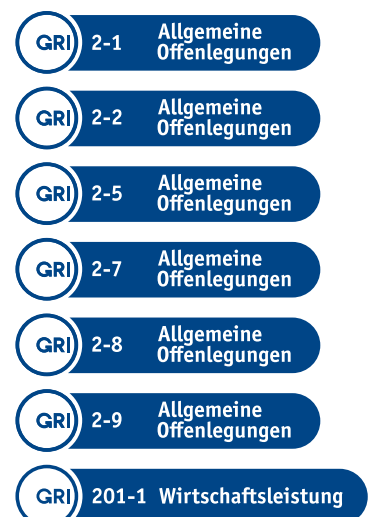 GRI 2-1 Allgemeine
Offenlegungen
GRI 2-2 Allgemeine
Offenlegungen
GRI 2-5 Allgemeine
Offenlegungen
GRI 2-7 Allgemeine
Offenlegungen
GRI 2-8 Allgemeine
Offenlegungen
GRI 2-9 Allgemeine
Offenlegungen
GRI 201-1 Wirtschaftsleistung